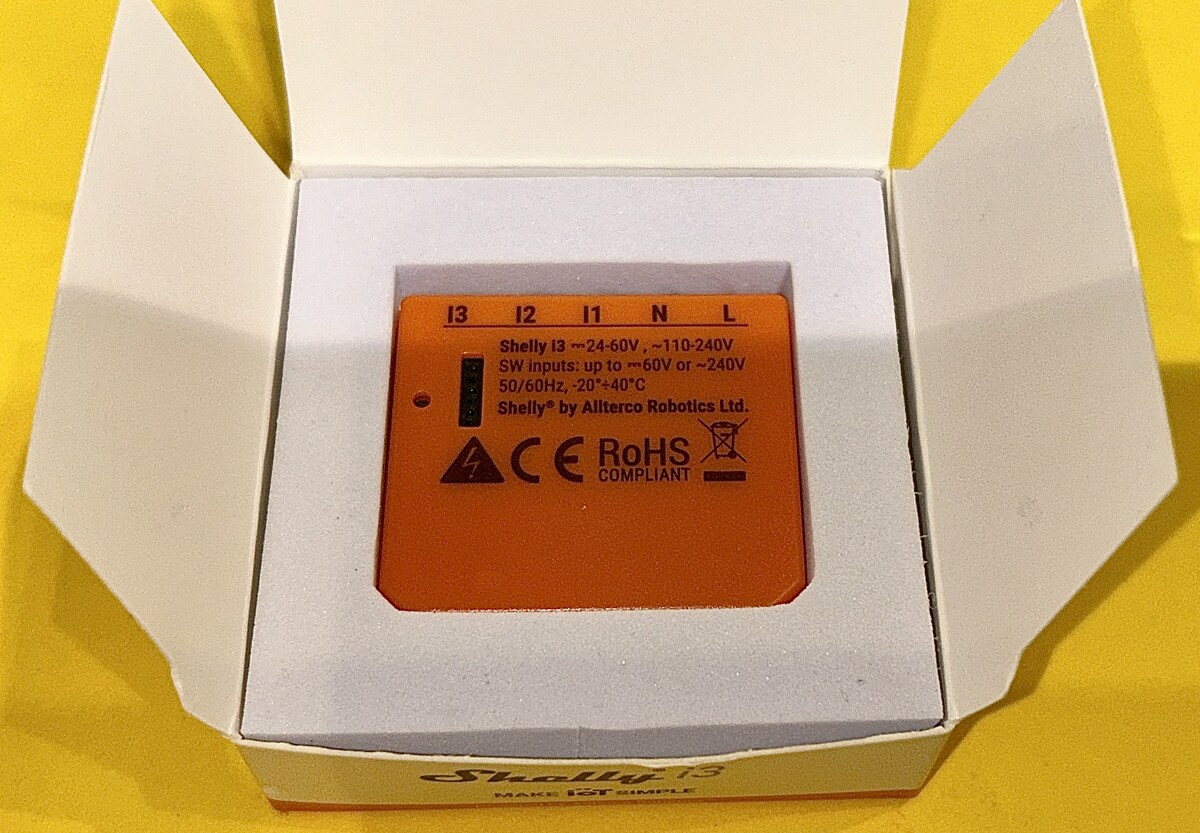 I3 I2 I1 N L
Shelly I3 ⎓24-60V , ~110-240V
SW inputs: up to ⎓60V or ~240V
50/60Hz, -20°÷40°C
Shelly® by Allterco Robotics Ltd.
CE RoHS
COMPLIANT
Shelly® i3
MAKE IoT SIMPLE